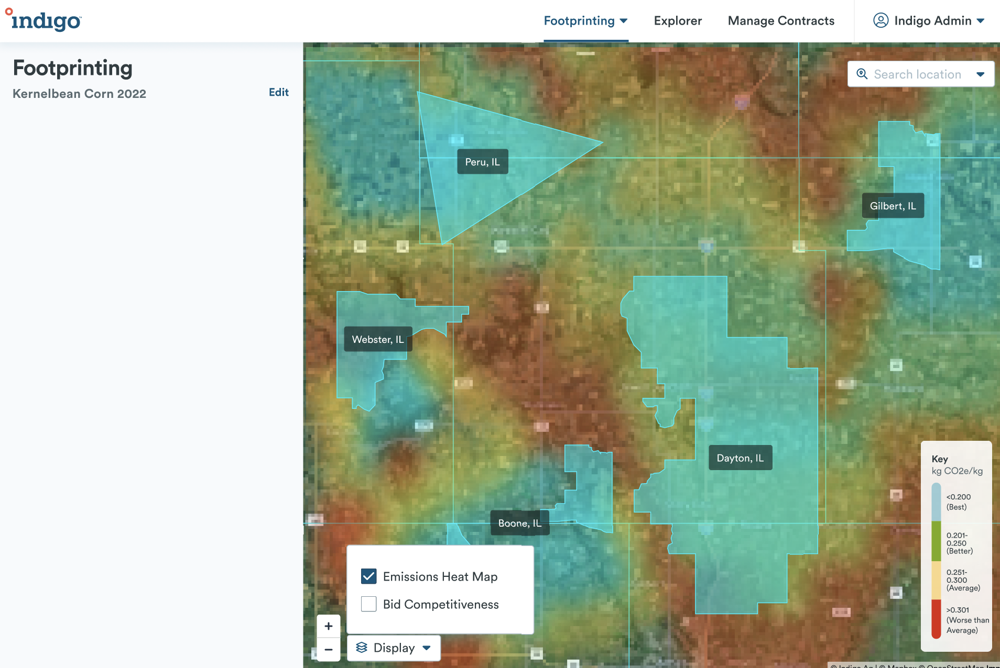 indigo
Footprinting
Explorer
Manage Contracts
Indigo Admin
Footprinting
Kernelbean Corn 2022
Edit
Search location
Peru, IL
Gilbert, IL
Webster, IL
Dayton, IL
Boone, IL
Key
kg CO2e/kg
<0.200
(Best)
0.201-
0.250
(Better)
0.251-
0.300
(Average)
>0.301
(Worse than
Average)
Emissions Heat Map
Bid Competitiveness
+
−
Display
© Indigo Ag | © Mapbox © OpenStreetMap